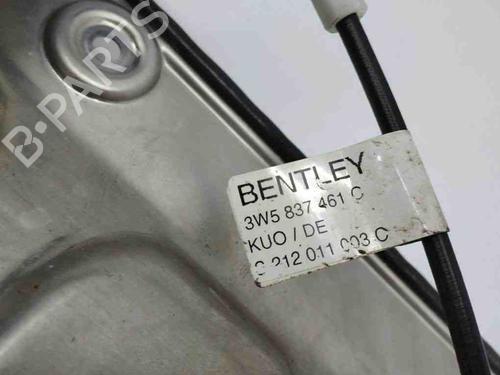 B-PARTS
BENTLEY
3W5 837 461 C
KUO / DE
212 011 003 C